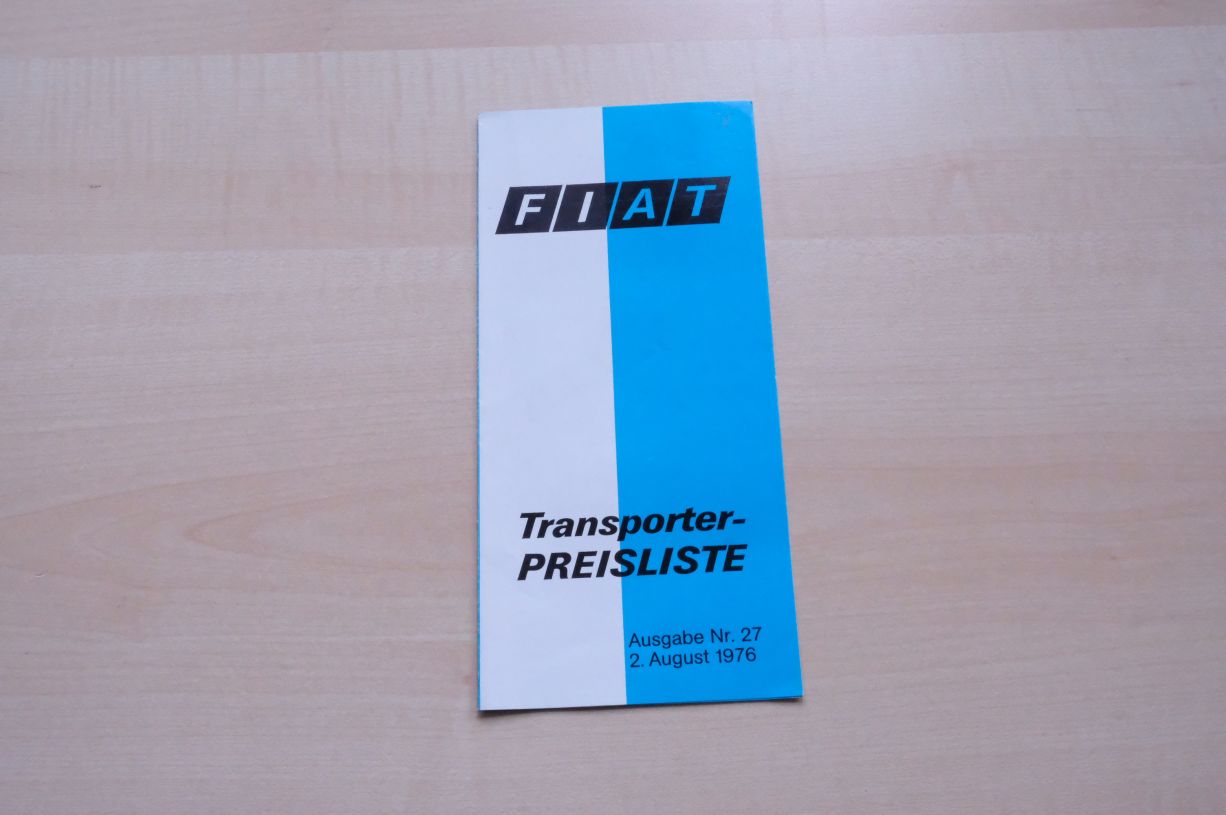 FIAT
Transporter-
PREISLISTE
Ausgabe Nr. 27
2. August 1976